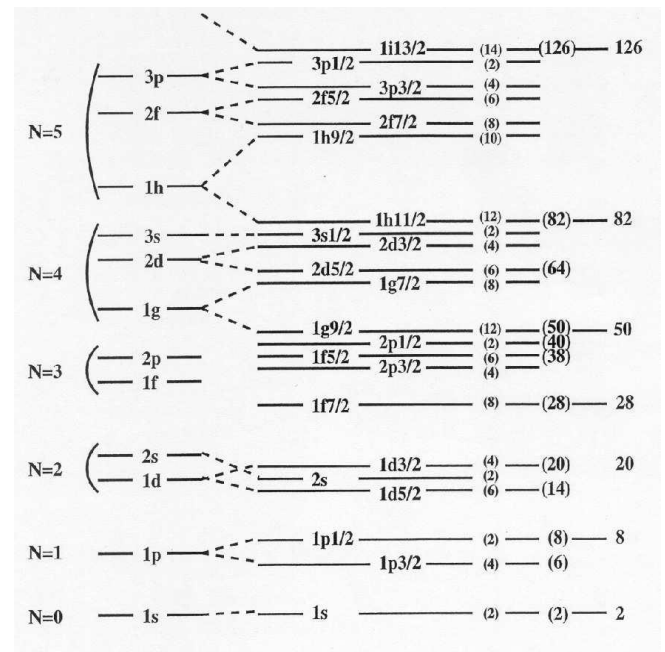 1i13/2 (14) (126) 126
3p1/2 (2)
3p 3p3/2 (4)
2f5/2 (6)
2f 2f7/2 (8)
N=5 1h9/2 (10)
1h
1h11/2 (12) (82) 82
3s 3s1/2 (2)
2d3/2 (4)
2d
N=4 2d5/2 (6) (64)
1g7/2 (8)
1g
1g9/2 (12) (50) 50
2p1/2 (2) (40)
2p 1f5/2 (6) (38)
N=3 2p3/2 (4)
1f
1f7/2 (8) (28) 28
2s 1d3/2 (4) (20) 20
N=2 2s (2)
1d 1d5/2 (6) (14)
1p1/2 (2) (8) 8
N=1 1p
1p3/2 (4) (6)
N=0 1s 1s (2) (2) 2